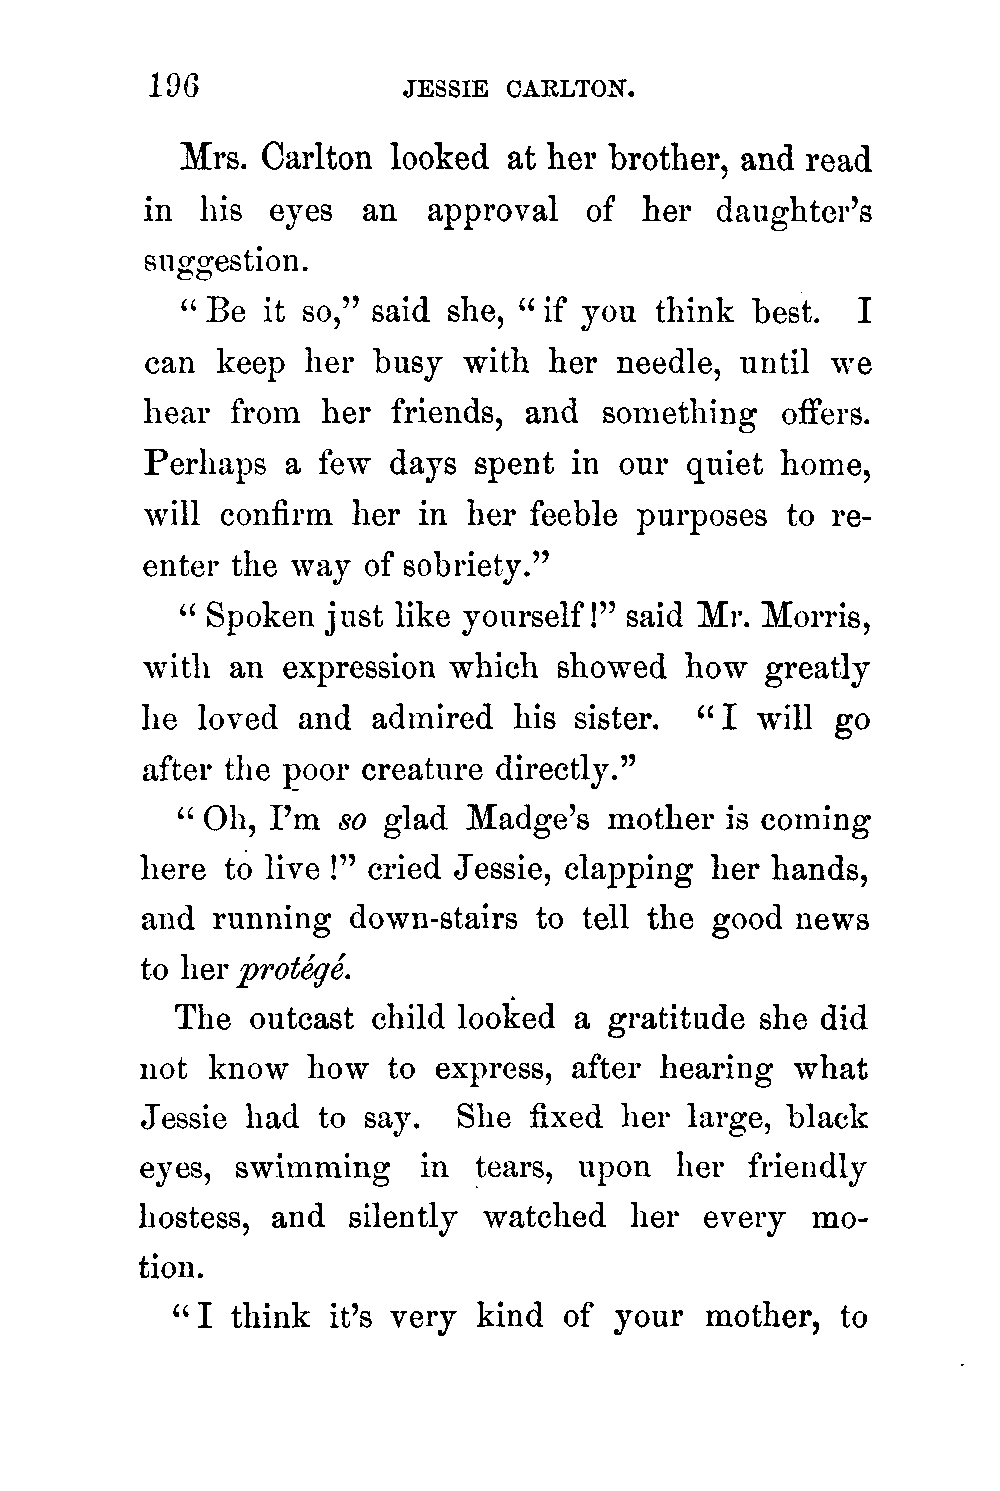 196 JESSIE CARLTON.
Mrs. Carlton looked at her brother, and read
in his eyes an approval of her daughter's
suggestion.
" Be it so," said she, " if you think best. I
can keep her busy with her needle, until we
hear from her friends, and something offers.
Perhaps a few days spent in our quiet home,
will confirm her in her feeble purposes to re-
enter the way of sobriety."
" Spoken just like yourself!" said Mr. Morris,
with an expression which showed how greatly
he loved and admired his sister. " I will go
after the poor creature directly."
" Oh, I'm so glad Madge's mother is coming
here to live !" cried Jessie, clapping her hands,
and running down-stairs to tell the good news
to her protégé.
The outcast child looked a gratitude she did
not know how to express, after hearing what
Jessie had to say. She fixed her large, black
eyes, swimming in tears, upon her friendly
hostess, and silently watched her every mo-
tion.
" I think it's very kind of your mother, to